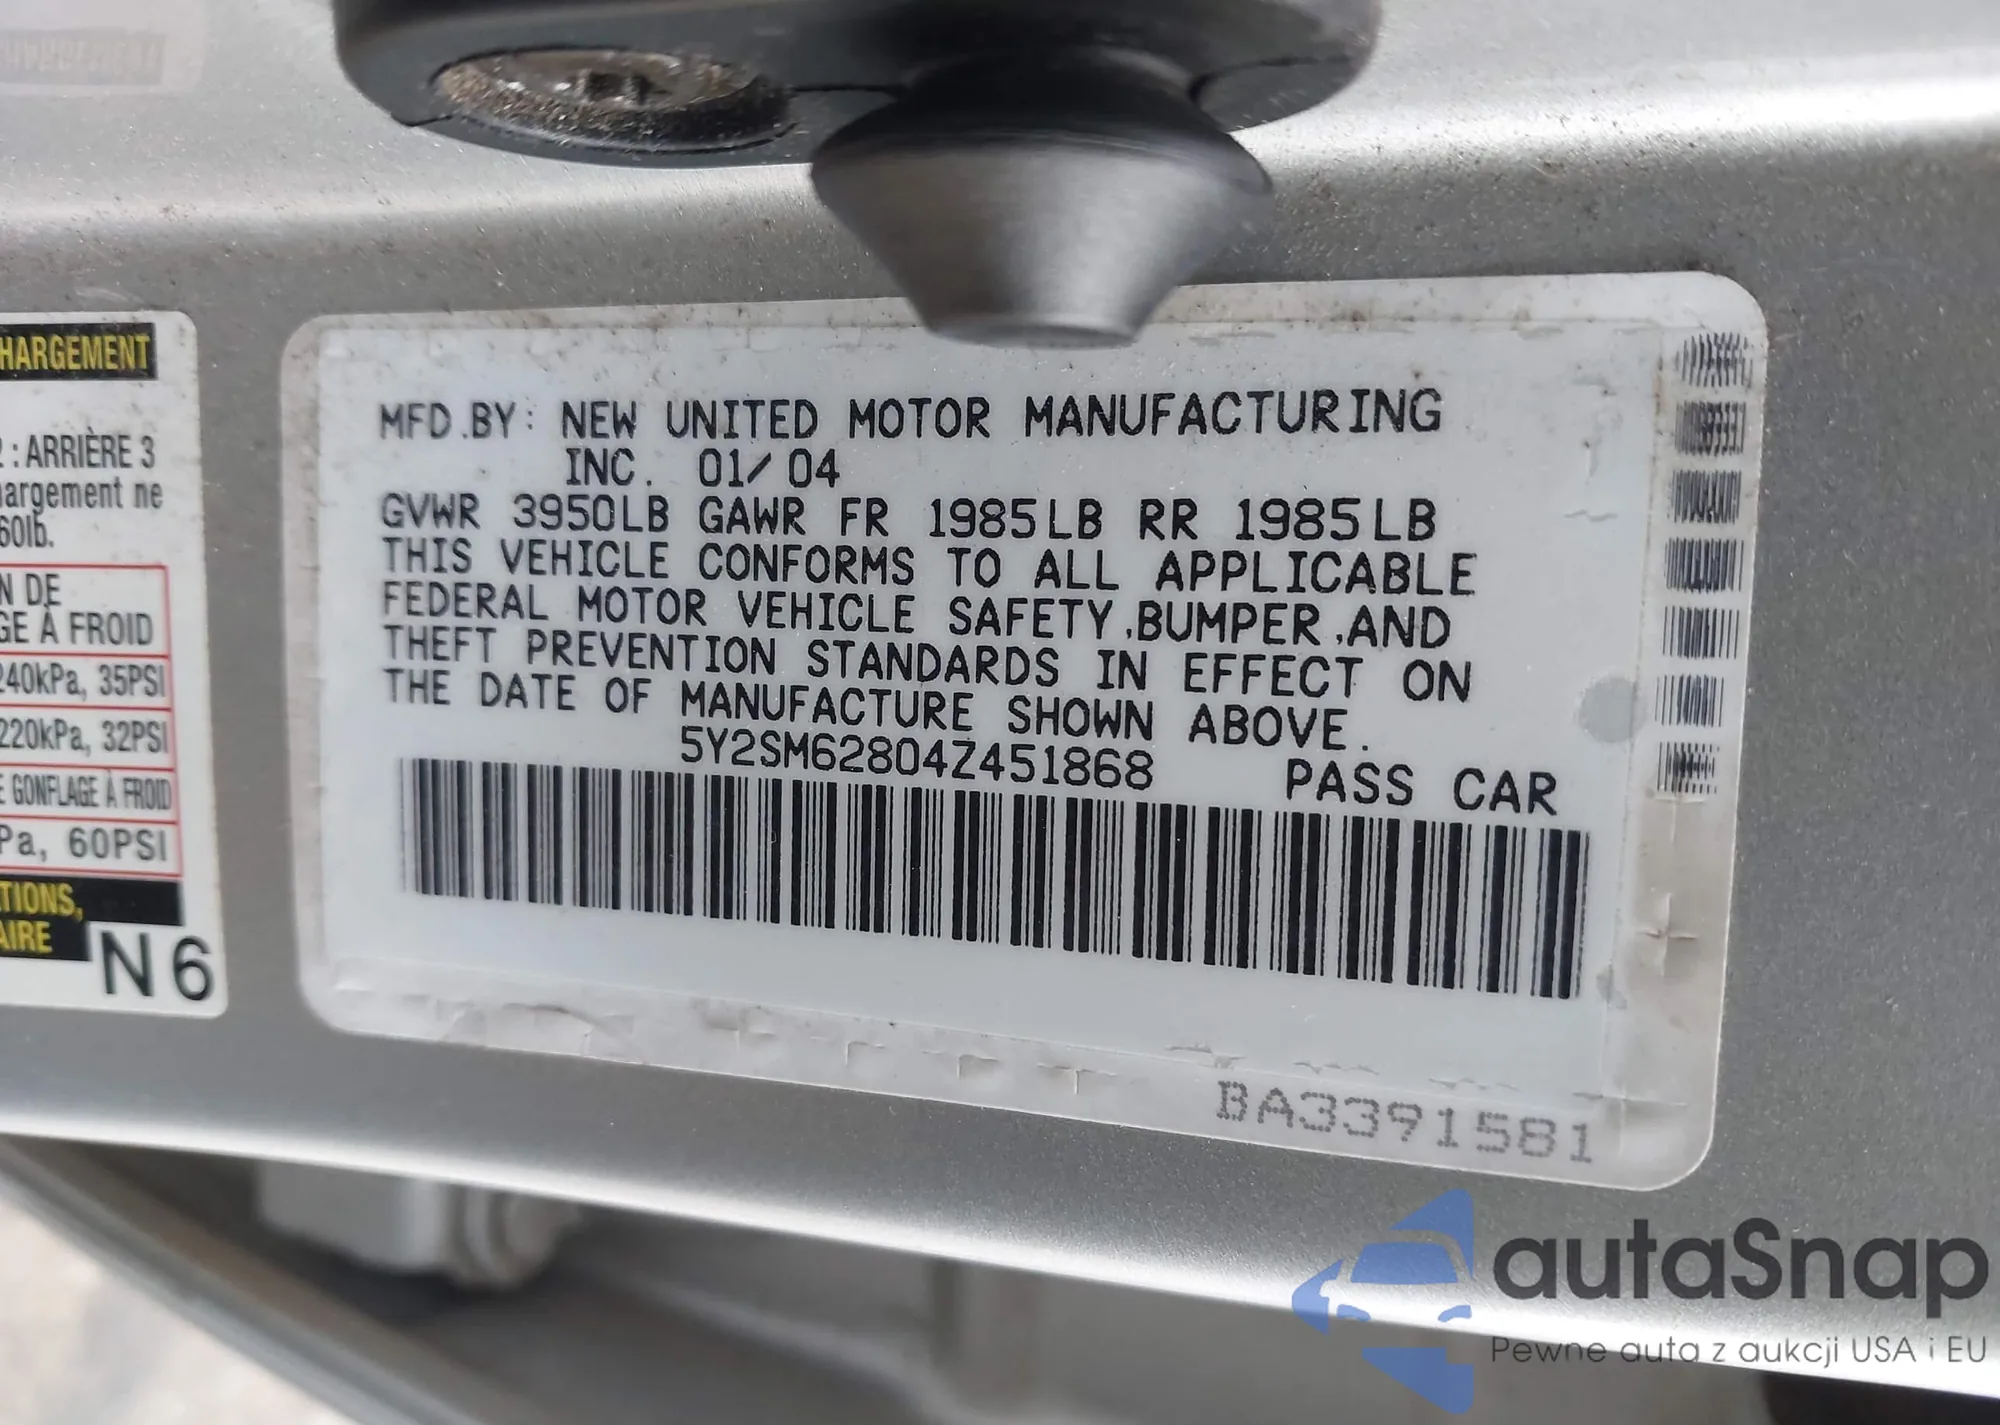 HARGEMENT
: ARRIÈRE 3
argement ne
60lb.
N DE
GE À FROID
240kPa, 35PSI
220kPa, 32PSI
E GONFLAGE À FROID
Pa, 60PSI
TIONS,
AIRE
N6
MFD.BY: NEW UNITED MOTOR MANUFACTURING
INC. 01/04
GVWR 3950LB GAWR FR 1985LB RR 1985LB
THIS VEHICLE CONFORMS TO ALL APPLICABLE
FEDERAL MOTOR VEHICLE SAFETY,BUMPER,AND
THEFT PREVENTION STANDARDS IN EFFECT ON
THE DATE OF MANUFACTURE SHOWN ABOVE.
5Y2SM62804Z451868 PASS CAR
BA3391581
autaSnap
Pewne auta z aukcji USA i EU